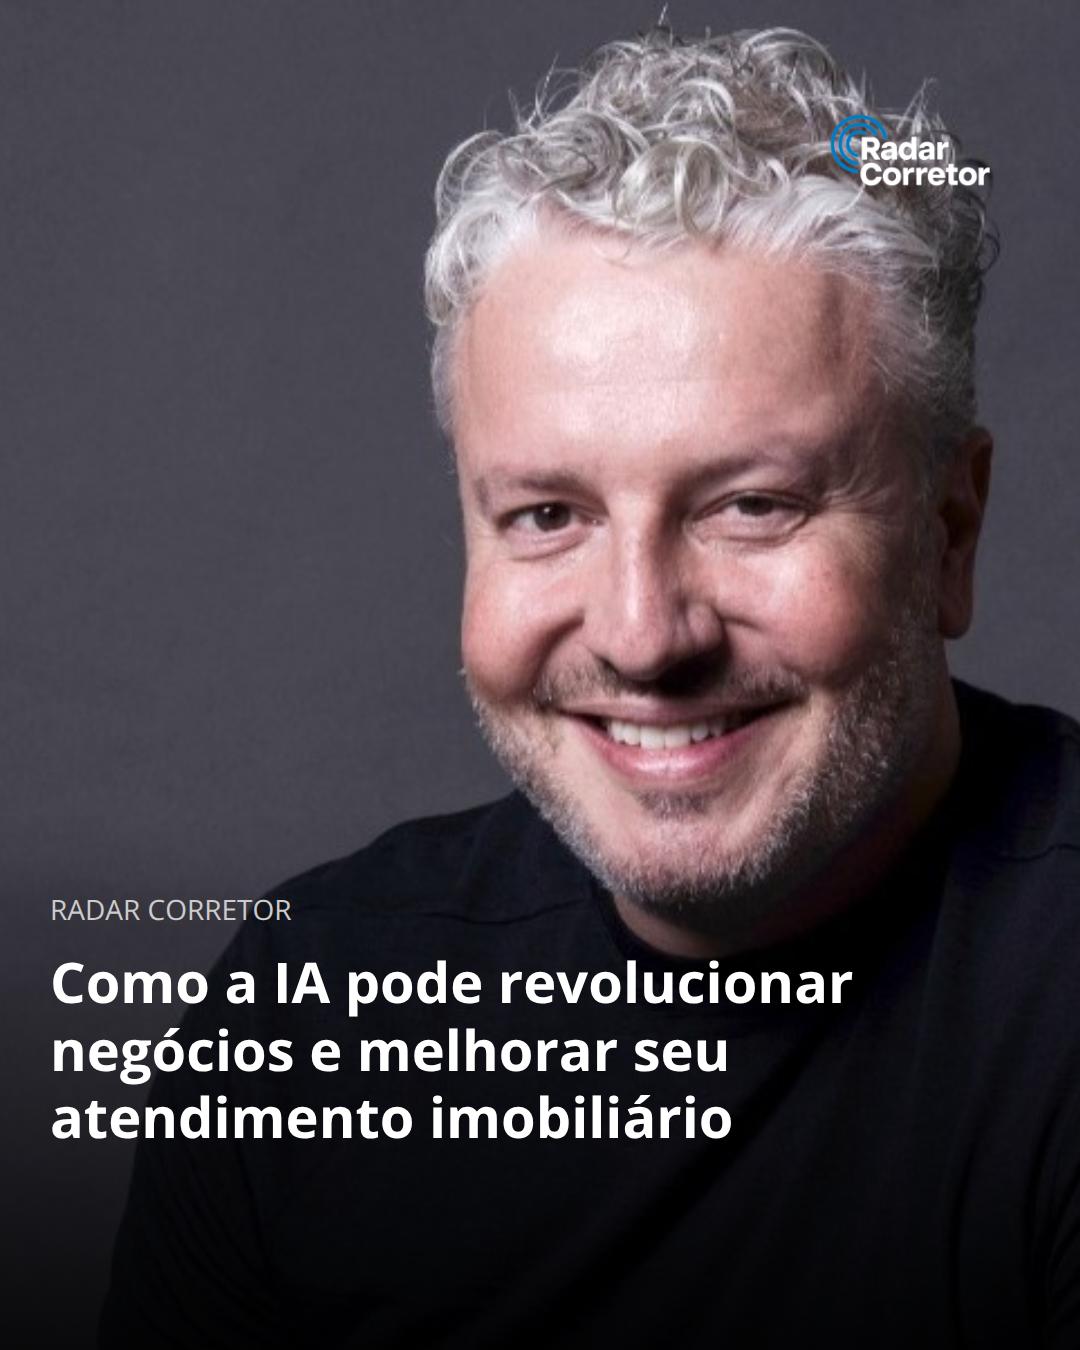 Radar
Corretor
RADAR CORRETOR
Como a IA pode revolucionar
negócios e melhorar seu
atendimento imobiliário